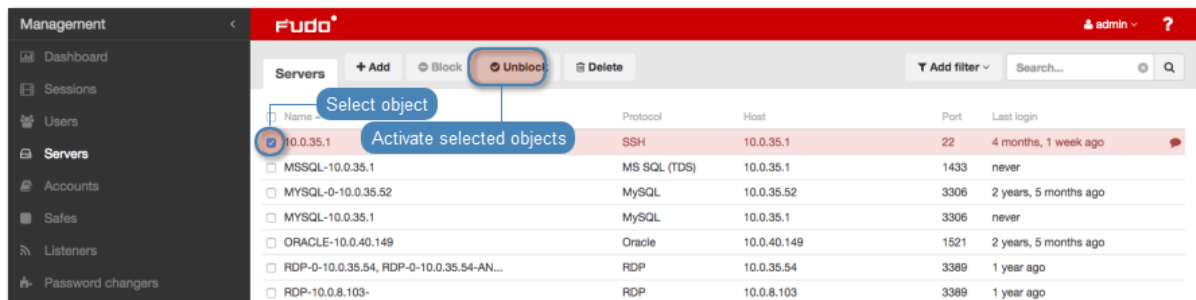 Management
FUDO
admin
?
Dashboard
Sessions
Users
Servers
Accounts
Safes
Listeners
Password changers
Servers
+ Add
Block
Unblock
Delete
Add filter
Search...
Select object
Activate selected objects
Name Protocol Host Port Last login
10.0.35.1 SSH 10.0.35.1 22 4 months, 1 week ago
MSSQL-10.0.35.1 MS SQL (TDS) 10.0.35.1 1433 never
MYSQL-0-10.0.35.52 MySQL 10.0.35.52 3306 2 years, 5 months ago
MYSQL-10.0.35.1 MySQL 10.0.35.1 3306 never
ORACLE-10.0.40.149 Oracle 10.0.40.149 1521 2 years, 5 months ago
RDP-0-10.0.35.54, RDP-0-10.0.35.54-AN... RDP 10.0.35.54 3389 1 year ago
RDP-10.0.8.103- RDP 10.0.8.103 3389 1 year ago